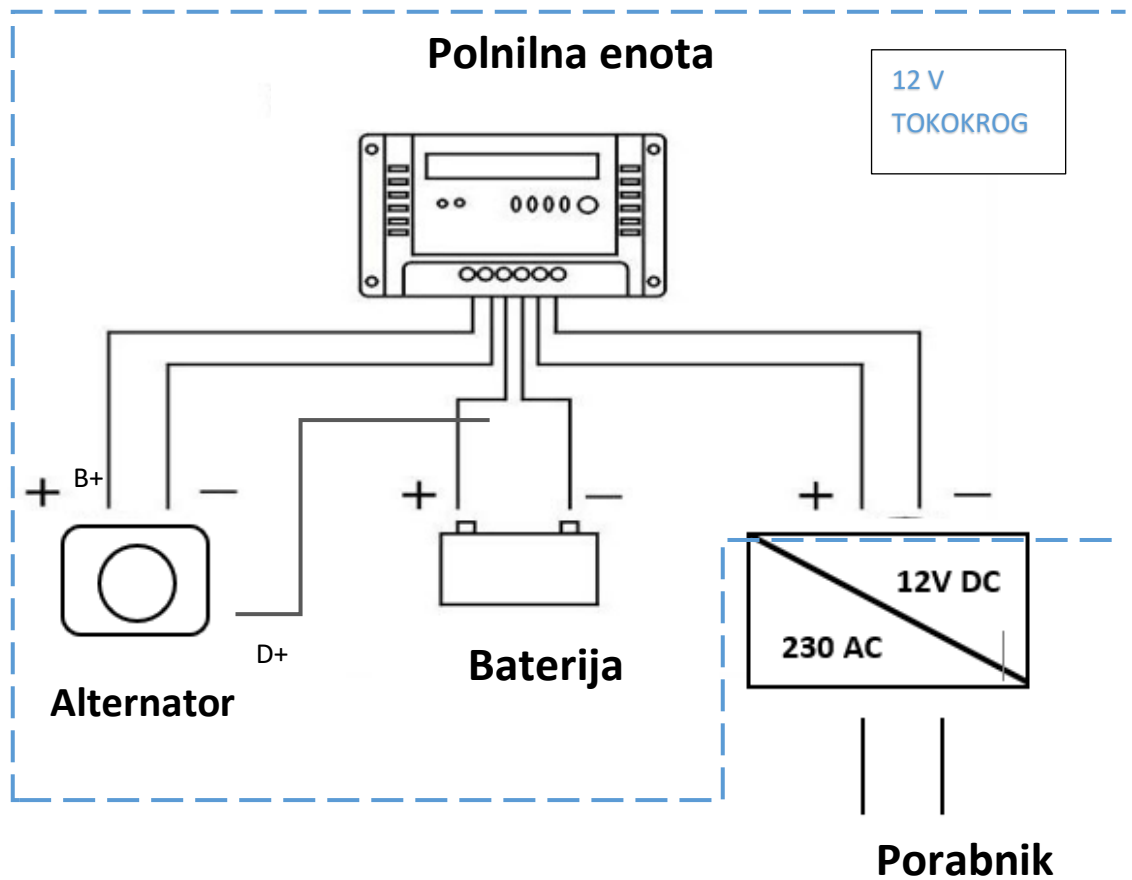 Polnilna enota
12 V
TOKOKROG
+ B+ —
+ —
+ —
D+
Alternator
Baterija
12V DC
230 AC
Porabnik